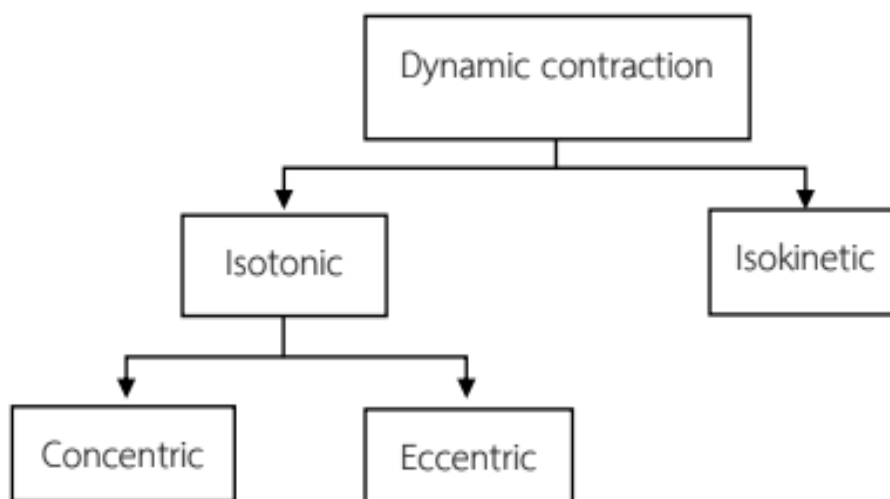 Dynamic contraction
Isotonic
Isokinetic
Concentric
Eccentric